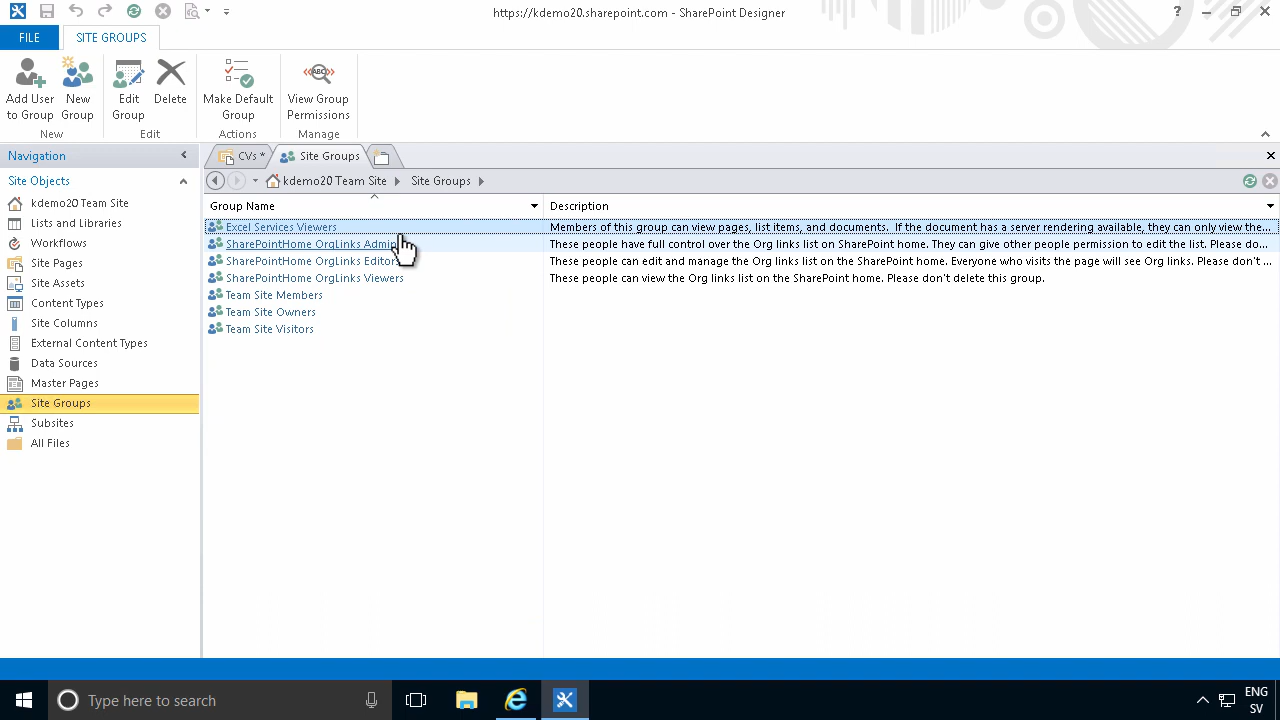 https://kdemo20.sharepoint.com - SharePoint Designer
?
FILE
SITE GROUPS
Add User to Group
New Group
Edit Group
Delete
Make Default Group
View Group Permissions
New
Edit
Actions
Manage
Navigation
CVs *
Site Groups
Site Objects
kdemo20 Team Site
Site Groups
kdemo20 Team Site
Lists and Libraries
Workflows
Site Pages
Site Assets
Content Types
Site Columns
External Content Types
Data Sources
Master Pages
Site Groups
Subsites
All Files
Group Name
Description
Excel Services Viewers
Members of this group can view pages, list items, and documents. If the document has a server rendering available, they can only view the...
SharePointHome OrgLinks Admin
These people have full control over the Org links list on SharePoint home. They can give other people permission to edit the list. Please do...
SharePointHome OrgLinks Editor
These people can edit and manage the Org links list on the SharePoint home. Everyone who visits the page will see Org links. Please don't ...
SharePointHome OrgLinks Viewers
These people can view the Org links list on the SharePoint home. Please don't delete this group.
Team Site Members
Team Site Owners
Team Site Visitors
Type here to search
ENG
SV